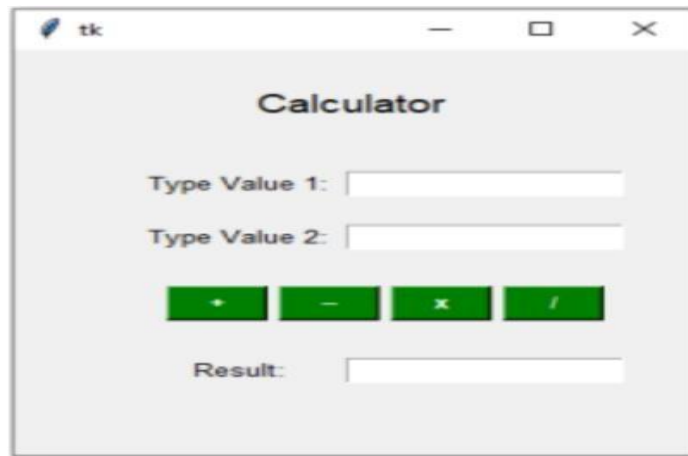 tk
Calculator
Type Value 1:
Type Value 2:
+ – x /
Result: